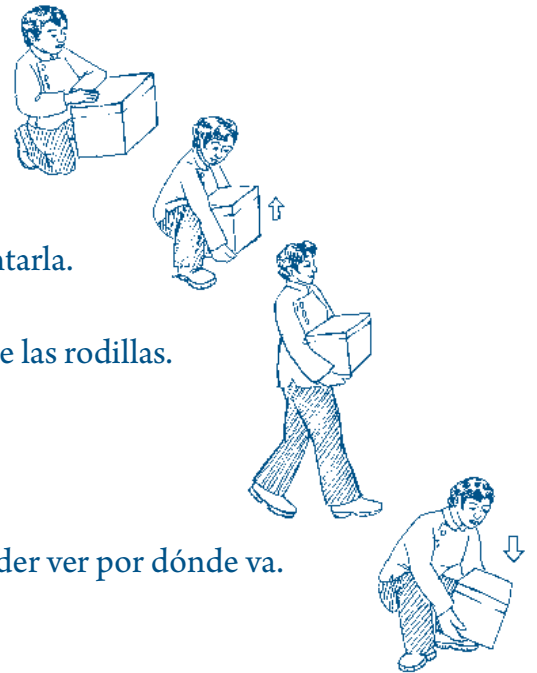 ntarla.
e las rodillas.
der ver por dónde va.